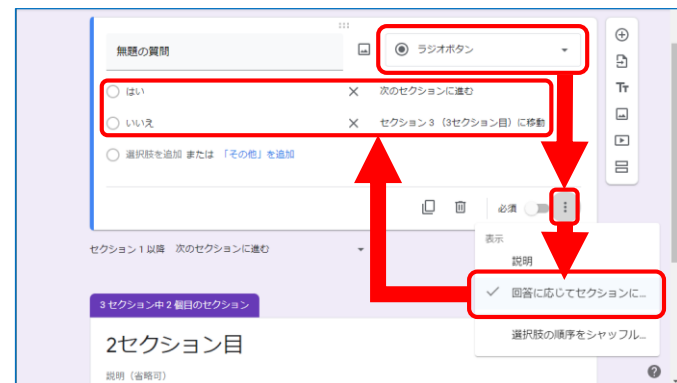 無題の質問
ラジオボタン
はい
次のセクションに進む
いいえ
セクション 3 （3セクション目）に移動
選択肢を追加 または 「その他」を追加
必須
セクション 1 以降 次のセクションに進む
表示
説明
回答に応じてセクションに...
選択肢の順序をシャッフル...
3 セクション中 2 個目のセクション
2セクション目
説明（省略可）
Tт